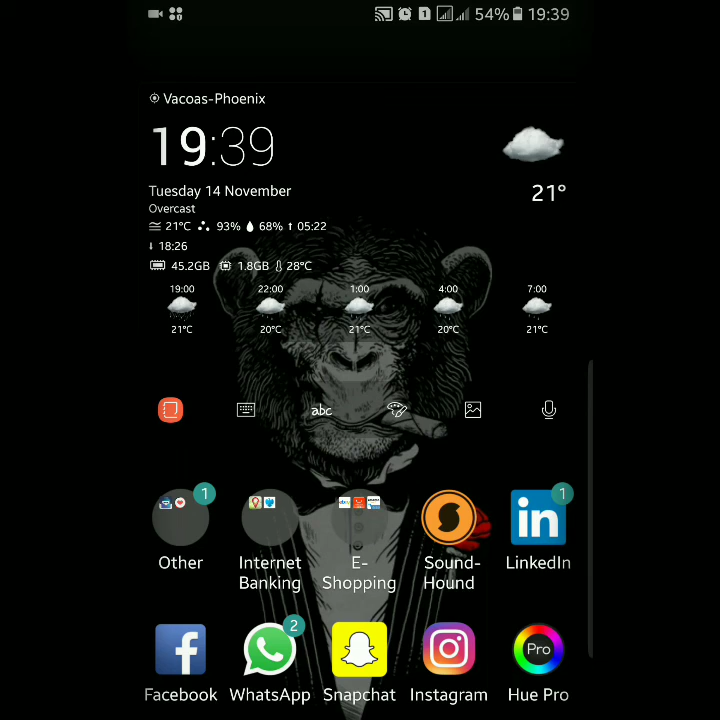 54% 19:39
Vacoas-Phoenix
19:39
Tuesday 14 November
21°
Overcast
21°C 93% 68% ↑ 05:22
↓ 18:26
45.2GB 1.8GB 28°C
19:00 22:00 1:00 4:00 7:00
21°C 20°C 21°C 20°C 21°C
abc
1 1
in
Other Internet Banking E-Shopping Sound-Hound LinkedIn
2
Pro
Facebook WhatsApp Snapchat Instagram Hue Pro